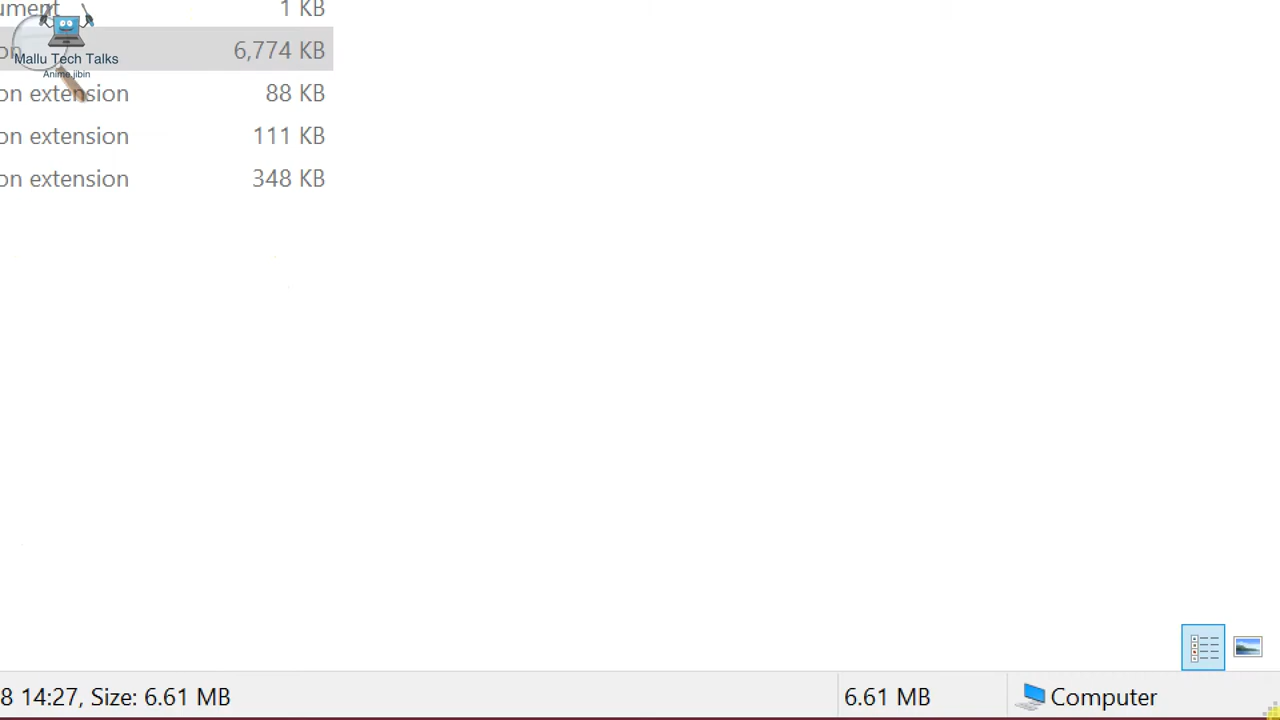 ument 1 KB
on 6,774 KB
Mallu Tech Talks
Anime.jibin
on extension 88 KB
on extension 111 KB
on extension 348 KB
8 14:27, Size: 6.61 MB 6.61 MB Computer